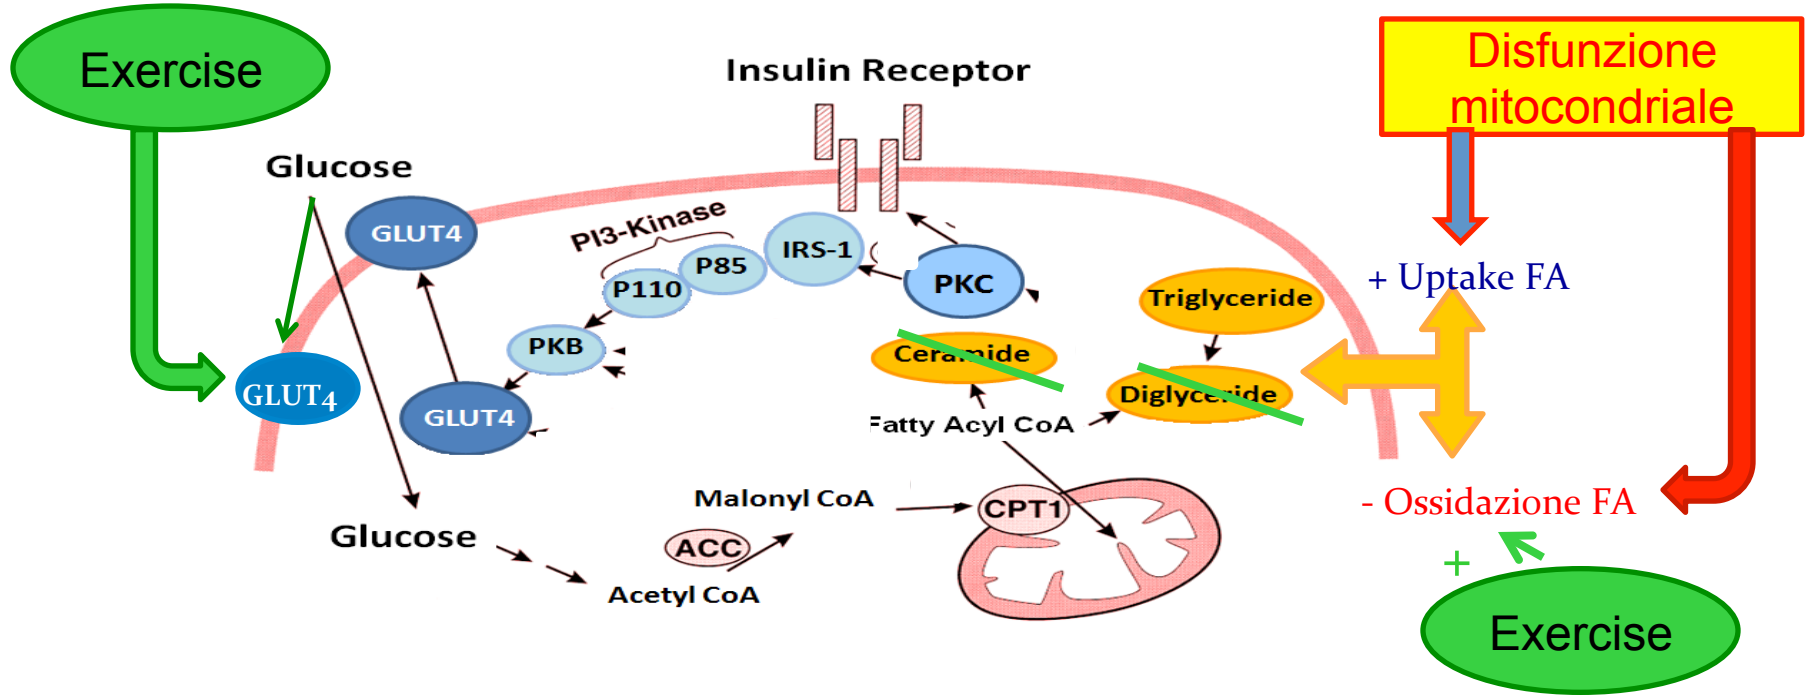 Exercise
Disfunzione
mitocondriale
Insulin Receptor
Glucose
GLUT4
PI3-Kinase
IRS-1
P85
P110
PKC
Triglyceride
+ Uptake FA
PKB
Ceramide
Diglyceride
GLUT4
GLUT4
Fatty Acyl CoA
Malonyl CoA
CPT1
- Ossidazione FA
Glucose
ACC
+
Acetyl CoA
Exercise